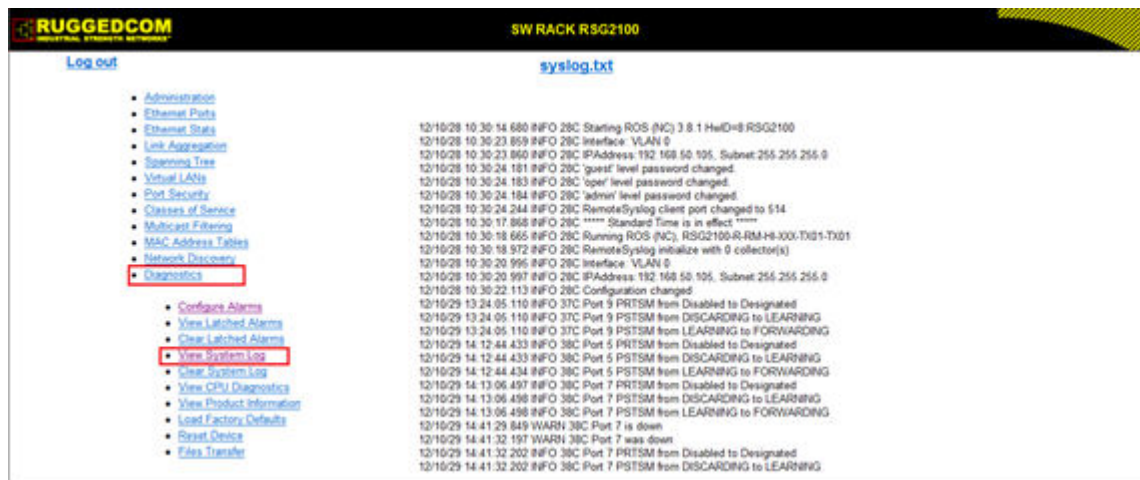 RUGGEDCOM
INDUSTRIAL STRENGTH NETWORKS
SW RACK RSG2100
Log out
syslog.txt
Administration
Ethernet Ports
Ethernet Stats
Link Aggregation
Spanning Tree
Virtual LANs
Port Security
Classes of Service
Multicast Filtering
MAC Address Tables
Network Discovery
Diagnostics
Configure Alarms
View Latched Alarms
Clear Latched Alarms
View System Log
Clear System Log
View CPU Diagnostics
View Product Information
Load Factory Defaults
Reset Device
Files Transfer
12/10/28 10:30:14.680 INFO 28C Starting ROS (NC) 3.8.1 HwID=8:RSG2100
12/10/28 10:30:23.859 INFO 28C Interface: VLAN 0
12/10/28 10:30:23.860 INFO 28C IPAddress:192.168.50.105, Subnet:255.255.255.0
12/10/28 10:30:24.181 INFO 28C 'guest' level password changed.
12/10/28 10:30:24.183 INFO 28C 'oper' level password changed.
12/10/28 10:30:24.184 INFO 28C 'admin' level password changed.
12/10/28 10:30:24.244 INFO 28C RemoteSyslog client port changed to 514
12/10/28 10:30:17.868 INFO 28C ***** Standard Time is in effect *****
12/10/28 10:30:18.665 INFO 28C Running ROS (NC), RSG2100-R-RM-HI-XXX-TX01-TX01
12/10/28 10:30:18.972 INFO 28C RemoteSyslog initialize with 0 collector(s)
12/10/28 10:30:20.995 INFO 28C Interface: VLAN 0
12/10/28 10:30:20.997 INFO 28C IPAddress:192.168.50.105, Subnet:255.255.255.0
12/10/28 10:30:22.113 INFO 28C Configuration changed
12/10/29 13:24:05.110 INFO 37C Port 9 PRTSM from Disabled to Designated
12/10/29 13:24:05.110 INFO 37C Port 9 PSTSM from DISCARDING to LEARNING
12/10/29 13:24:05.110 INFO 37C Port 9 PSTSM from LEARNING to FORWARDING
12/10/29 14:12:44.433 INFO 38C Port 5 PRTSM from Disabled to Designated
12/10/29 14:12:44.433 INFO 38C Port 5 PSTSM from DISCARDING to LEARNING
12/10/29 14:12:44.434 INFO 38C Port 5 PSTSM from LEARNING to FORWARDING
12/10/29 14:13:06.497 INFO 38C Port 7 PRTSM from Disabled to Designated
12/10/29 14:13:06.498 INFO 38C Port 7 PSTSM from DISCARDING to LEARNING
12/10/29 14:13:06.498 INFO 38C Port 7 PSTSM from LEARNING to FORWARDING
12/10/29 14:41:29.849 WARN 38C Port 7 is down
12/10/29 14:41:32.197 WARN 38C Port 7 was down
12/10/29 14:41:32.202 INFO 38C Port 7 PRTSM from Disabled to Designated
12/10/29 14:41:32.202 INFO 38C Port 7 PSTSM from DISCARDING to LEARNING